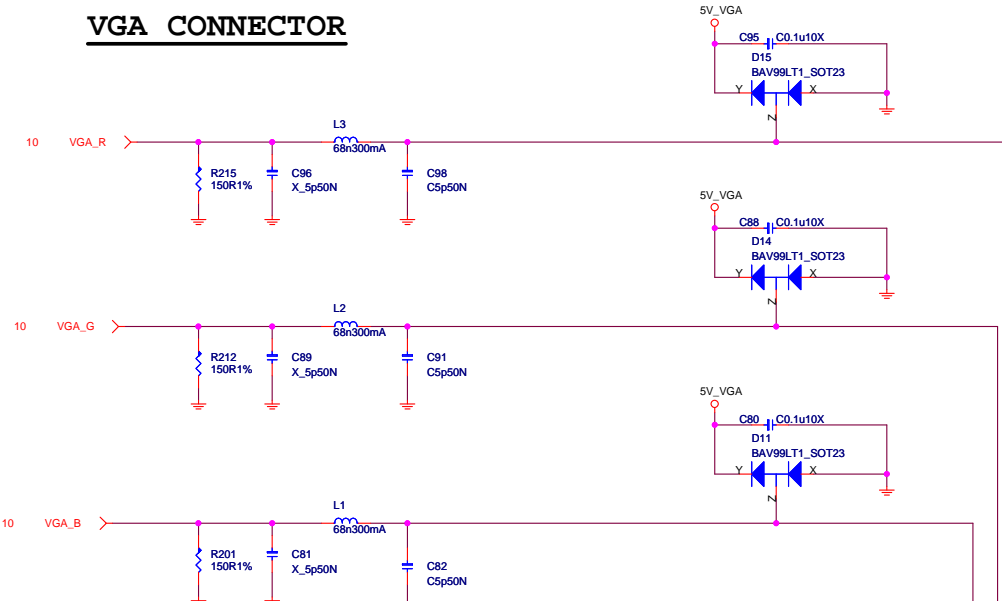 VGA CONNECTOR
5V_VGA
C95 C0.1u10X
D15
BAV99LT1_SOT23
Y X
Z
10 VGA_R
L3
68n300mA
R215
150R1%
C96
X_5p50N
C98
C5p50N
5V_VGA
C88 C0.1u10X
D14
BAV99LT1_SOT23
Y X
Z
10 VGA_G
L2
68n300mA
R212
150R1%
C89
X_5p50N
C91
C5p50N
5V_VGA
C80 C0.1u10X
D11
BAV99LT1_SOT23
Y X
Z
10 VGA_B
L1
68n300mA
R201
150R1%
C81
X_5p50N
C82
C5p50N